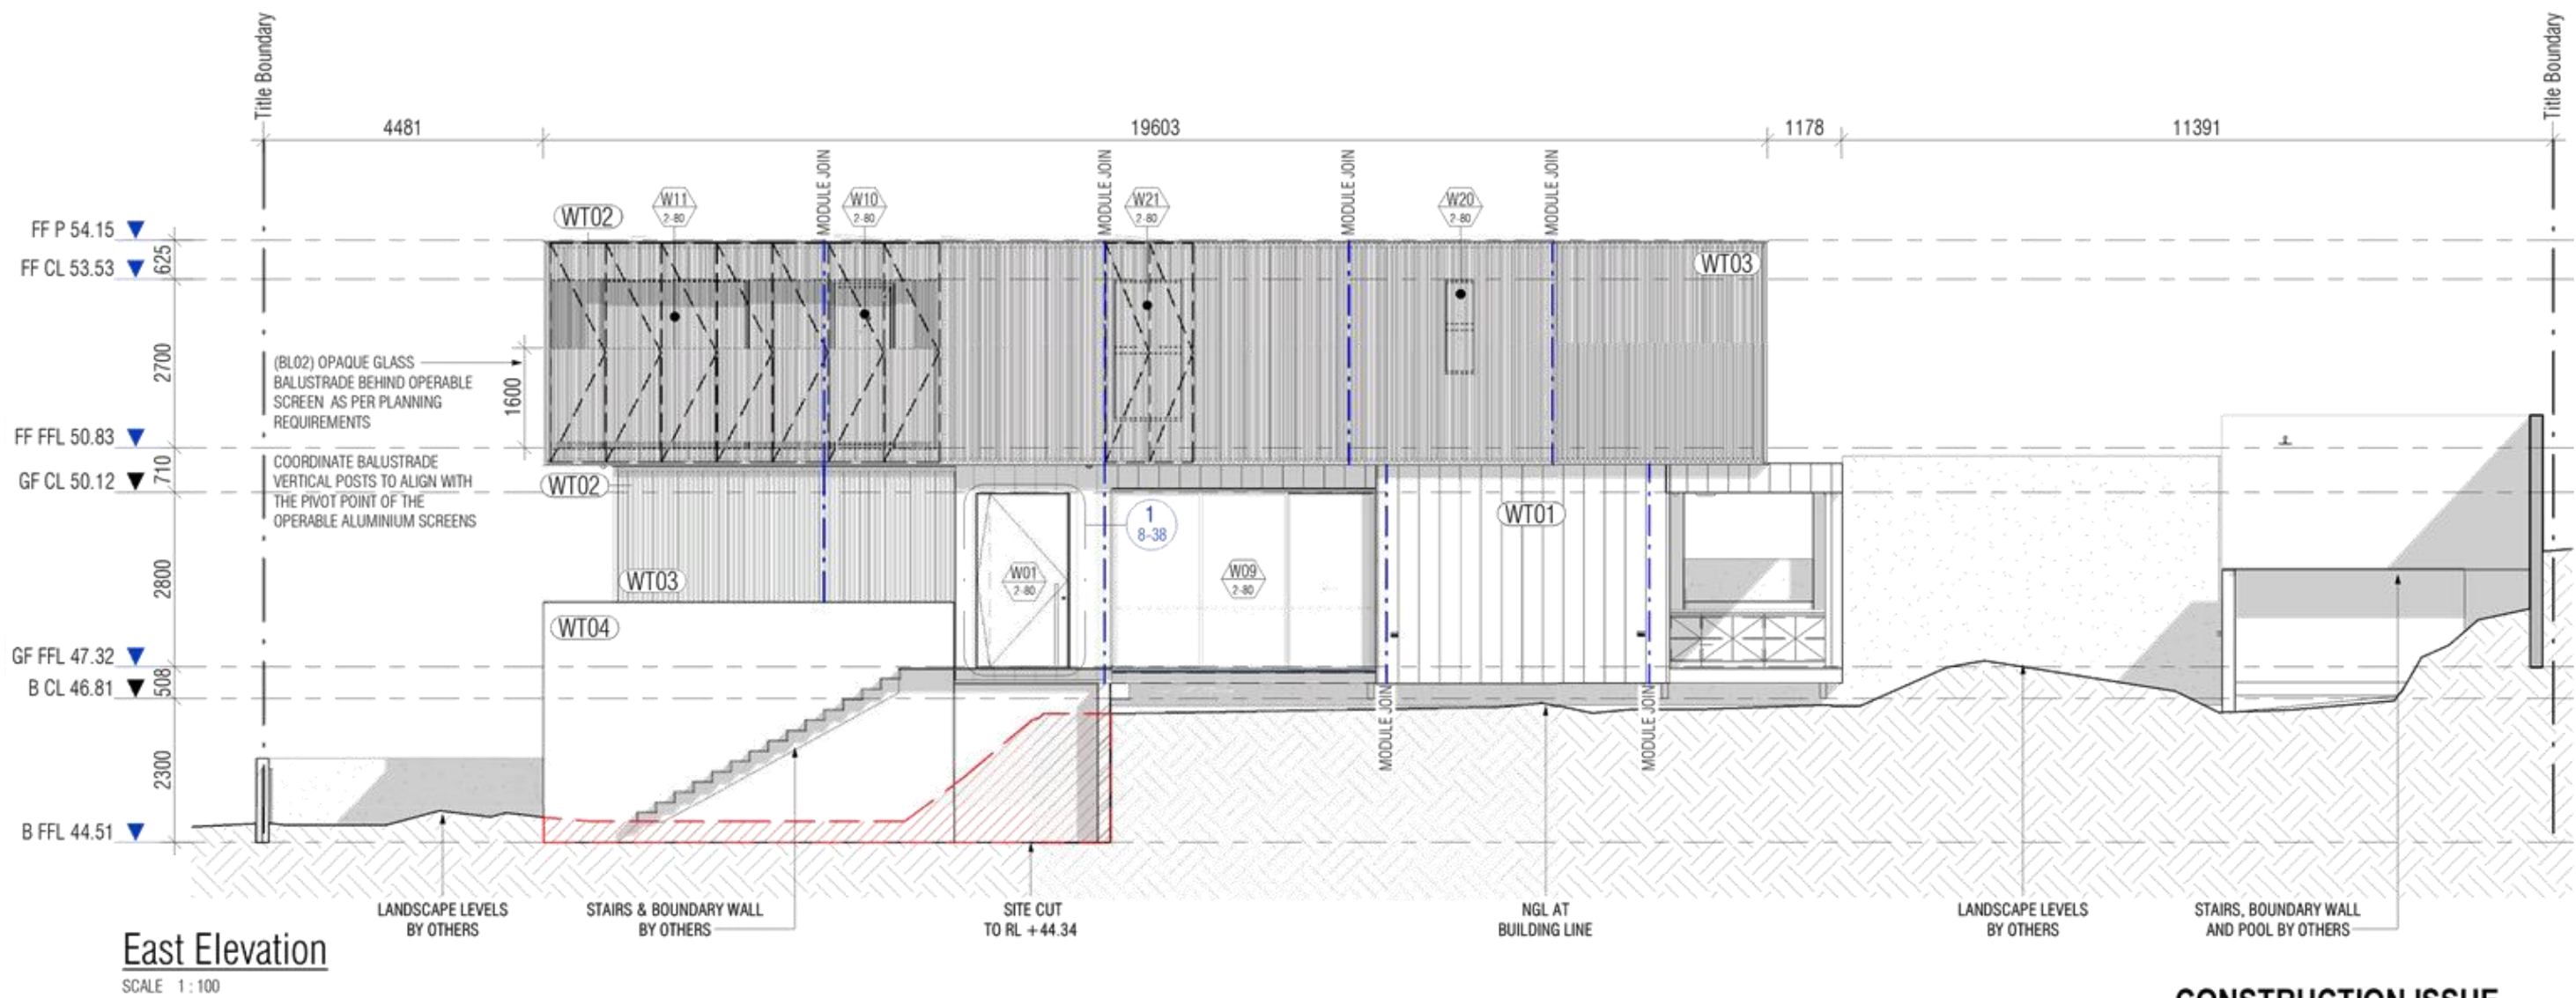 Title Boundary
Title Boundary
4481
19603
1178
11391
MODULE JOIN
MODULE JOIN
MODULE JOIN
MODULE JOIN
W11
2-80
W10
2-80
W21
2-80
W20
2-80
WT02
FF P 54.15
625
FF CL 53.53
WT03
2700
(BL02) OPAQUE GLASS
BALUSTRADE BEHIND OPERABLE
SCREEN AS PER PLANNING
REQUIREMENTS
1600
FF FFL 50.83
710
COORDINATE BALUSTRADE
VERTICAL POSTS TO ALIGN WITH
THE PIVOT POINT OF THE
OPERABLE ALUMINIUM SCREENS
GF CL 50.12
WT02
1
8-38
WT01
2800
WT03
W01
2-80
W09
2-80
WT04
GF FFL 47.32
508
B CL 46.81
MODULE JOIN
MODULE JOIN
2300
B FFL 44.51
LANDSCAPE LEVELS
BY OTHERS
STAIRS & BOUNDARY WALL
BY OTHERS
SITE CUT
TO RL +44.34
NGL AT
BUILDING LINE
LANDSCAPE LEVELS
BY OTHERS
STAIRS, BOUNDARY WALL
AND POOL BY OTHERS
East Elevation
SCALE 1 : 100
CONSTRUCTION ISSUE